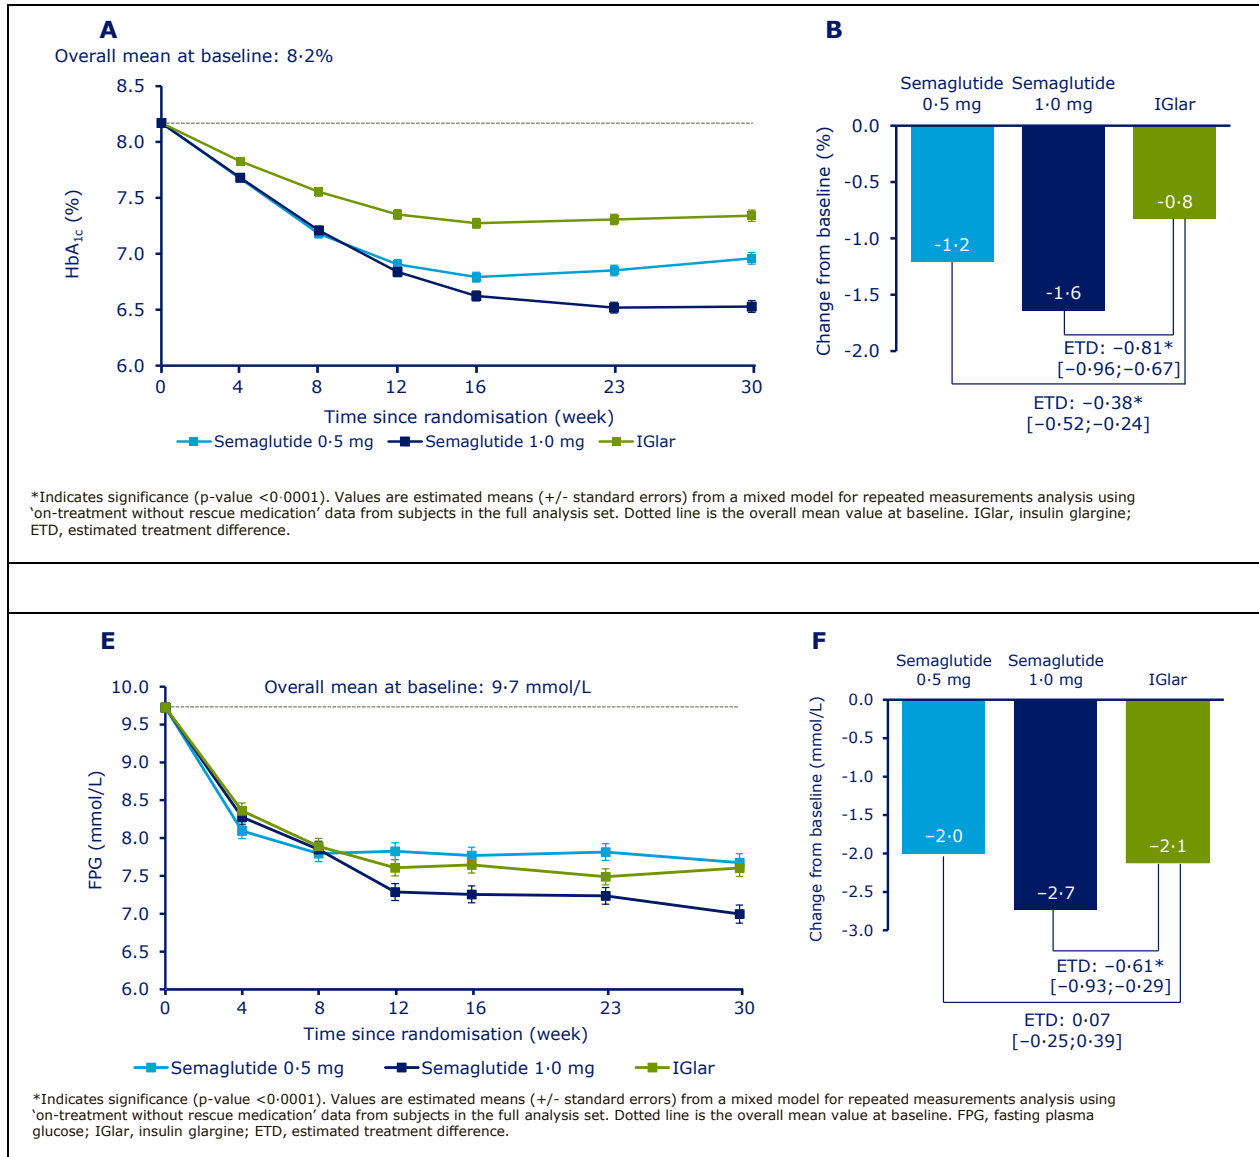 A
Overall mean at baseline: 8·2%
8.5
8.0
7.5
7.0
6.5
6.0
HbA1c (%)
0 4 8 12 16 23 30
Time since randomisation (week)
Semaglutide 0·5 mg Semaglutide 1·0 mg IGlar
B
Semaglutide 0·5 mg
Semaglutide 1·0 mg
IGlar
0.0
-0.5
-1.0
-1.5
-2.0
Change from baseline (%)
-1·2
-1·6
-0·8
ETD: –0·81*
[–0·96;–0·67]
ETD: –0·38*
[–0·52;–0·24]
*Indicates significance (p-value <0·0001). Values are estimated means (+/- standard errors) from a mixed model for repeated measurements analysis using
‘on-treatment without rescue medication’ data from subjects in the full analysis set. Dotted line is the overall mean value at baseline. IGlar, insulin glargine;
ETD, estimated treatment difference.
E
Overall mean at baseline: 9·7 mmol/L
10.0
9.5
9.0
8.5
8.0
7.5
7.0
6.5
6.0
FPG (mmol/L)
0 4 8 12 16 23 30
Time since randomisation (week)
Semaglutide 0·5 mg Semaglutide 1·0 mg IGlar
F
Semaglutide 0·5 mg
Semaglutide 1·0 mg
IGlar
0.0
-0.5
-1.0
-1.5
-2.0
-2.5
-3.0
Change from baseline (mmol/L)
–2·0
–2·7
–2·1
ETD: –0·61*
[–0·93;–0·29]
ETD: 0·07
[–0·25;0·39]
*Indicates significance (p-value <0·0001). Values are estimated means (+/- standard errors) from a mixed model for repeated measurements analysis using
‘on-treatment without rescue medication’ data from subjects in the full analysis set. Dotted line is the overall mean value at baseline. FPG, fasting plasma
glucose; IGlar, insulin glargine; ETD, estimated treatment difference.